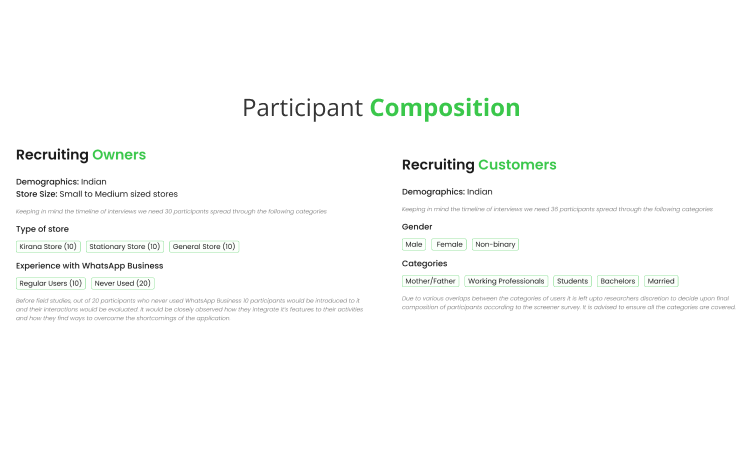 Participant Composition
Recruiting Owners
Demographics: Indian
Store Size: Small to Medium sized stores
Keeping in mind the timeline of interviews we need 30 participants spread through the following categories.
Type of store
Kirana Store (10) Stationary Store (10) General Store (10)
Experience with WhatsApp Business
Regular Users (10) Never Used (20)
Before field studies, out of 20 participants who never used WhatsApp Business 10 participants would be introduced to it
and their interactions would be evaluated. It would be closely observed how they integrate it's features to their activities
and how they find ways to overcome the shortcomings of the application.
Recruiting Customers
Demographics: Indian
Keeping in mind the timeline of interviews we need 36 participants spread through the following categories.
Gender
Male Female Non-binary
Categories
Mother/Father Working Professionals Students Bachelors Married
Due to various overlaps between the categories of users it is left upto researchers discretion to decide upon final
composition of participants according to the screener survey. It is advised to ensure all the categories are covered.